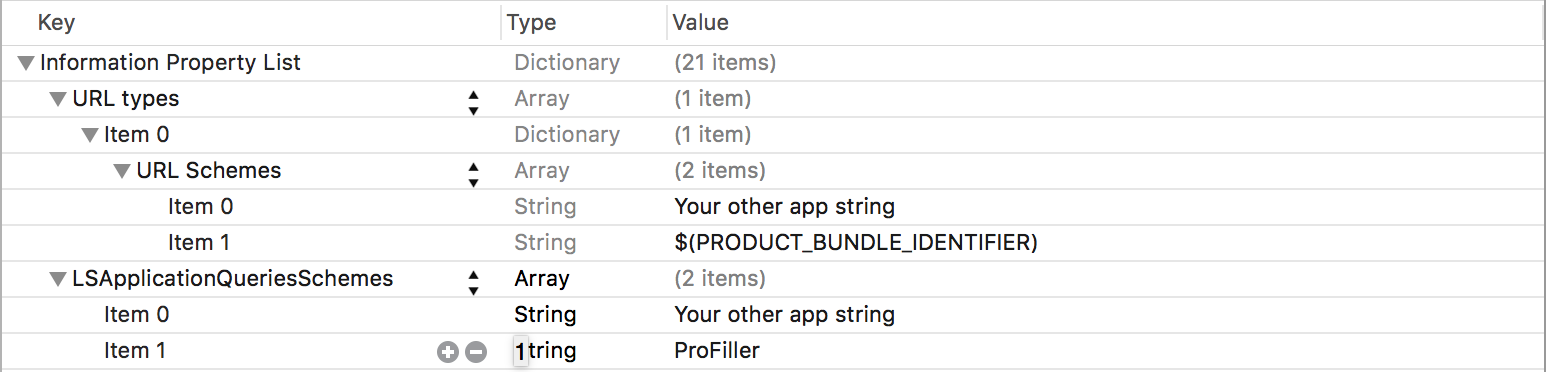 Key Type Value
Information Property List Dictionary (21 items)
URL types Array (1 item)
Item 0 Dictionary (1 item)
URL Schemes Array (2 items)
Item 0 String Your other app string
Item 1 String $(PRODUCT_BUNDLE_IDENTIFIER)
LSApplicationQueriesSchemes Array (2 items)
Item 0 String Your other app string
Item 1 1tring ProFiller